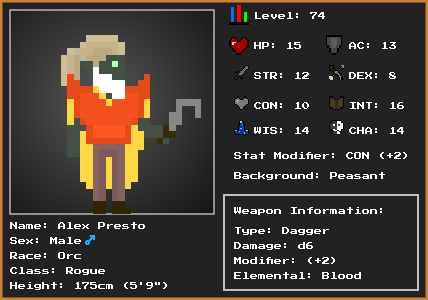 Level: 74
HP: 15
AC: 13
STR: 12
DEX: 8
CON: 10
INT: 16
WIS: 14
CHA: 14
Stat Modifier: CON (+2)
Background: Peasant
Weapon Information:
Type: Dagger
Damage: d6
Modifier: (+2)
Elemental: Blood
Name: Alex Presto
Sex: Male♂
Race: Orc
Class: Rogue
Height: 175cm (5'9")